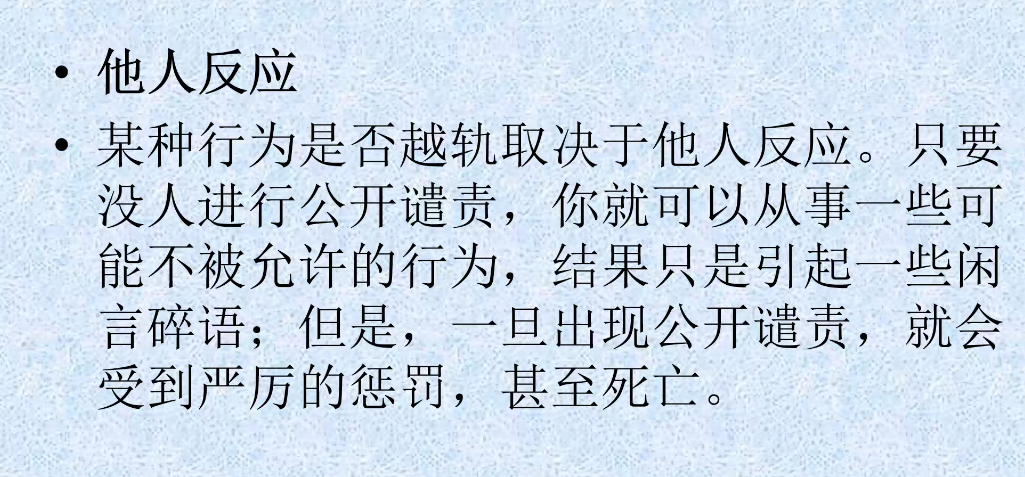 • 他人反应
• 某种行为是否越轨取决于他人反应。只要
没人进行公开谴责，你就可以从事一些可
能不被允许的行为，结果只是引起一些闲
言碎语；但是，一旦出现公开谴责，就会
受到严厉的惩罚，甚至死亡。